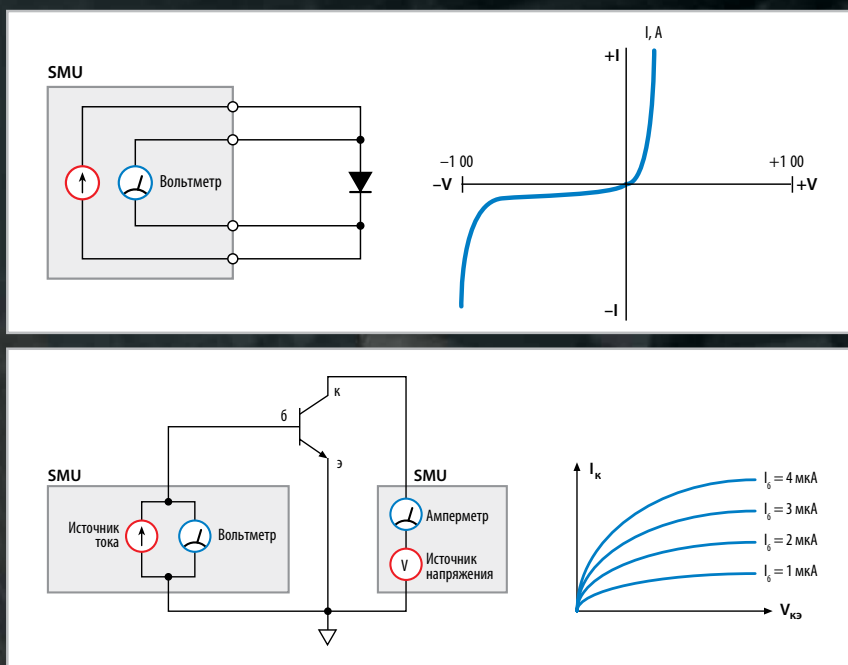 I, A
+I
SMU
Вольтметр
–1 00
+1 00
–V
+V
–I
к
б
э
SMU
SMU
Источник
тока
Вольтметр
Амперметр
V
Источник
напряжения
Iк
Iб = 4 мкА
Iб = 3 мкА
Iб = 2 мкА
Iб = 1 мкА
Vкэ